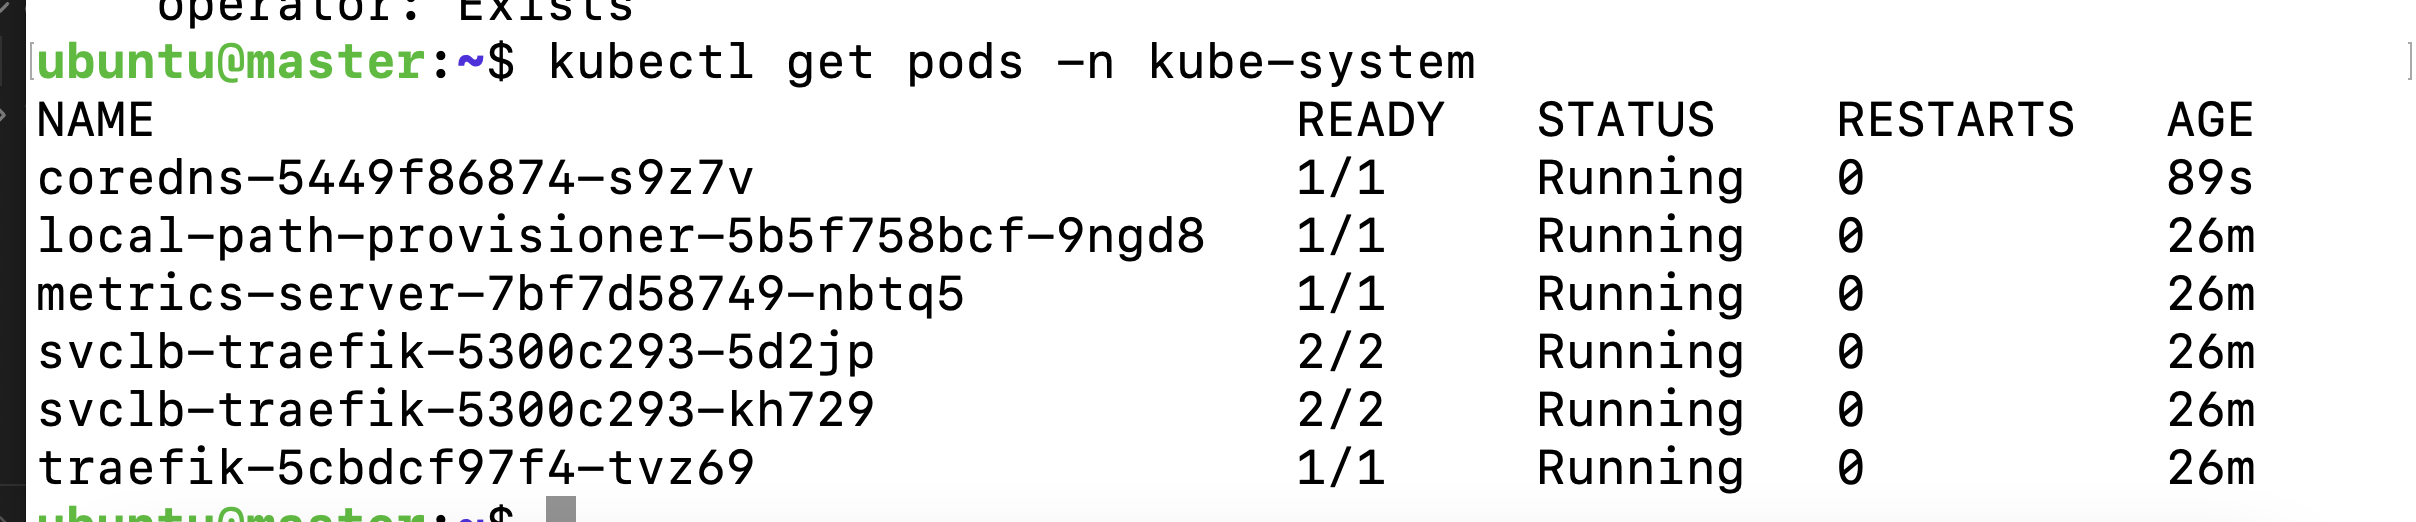 operator: Exists
ubuntu@master:~$ kubectl get pods -n kube-system
NAME READY STATUS RESTARTS AGE
coredns-5449f86874-s9z7v 1/1 Running 0 89s
local-path-provisioner-5b5f758bcf-9ngd8 1/1 Running 0 26m
metrics-server-7bf7d58749-nbtq5 1/1 Running 0 26m
svclb-traefik-5300c293-5d2jp 2/2 Running 0 26m
svclb-traefik-5300c293-kh729 2/2 Running 0 26m
traefik-5cbdcf97f4-tvz69 1/1 Running 0 26m
ubuntu@master:~$